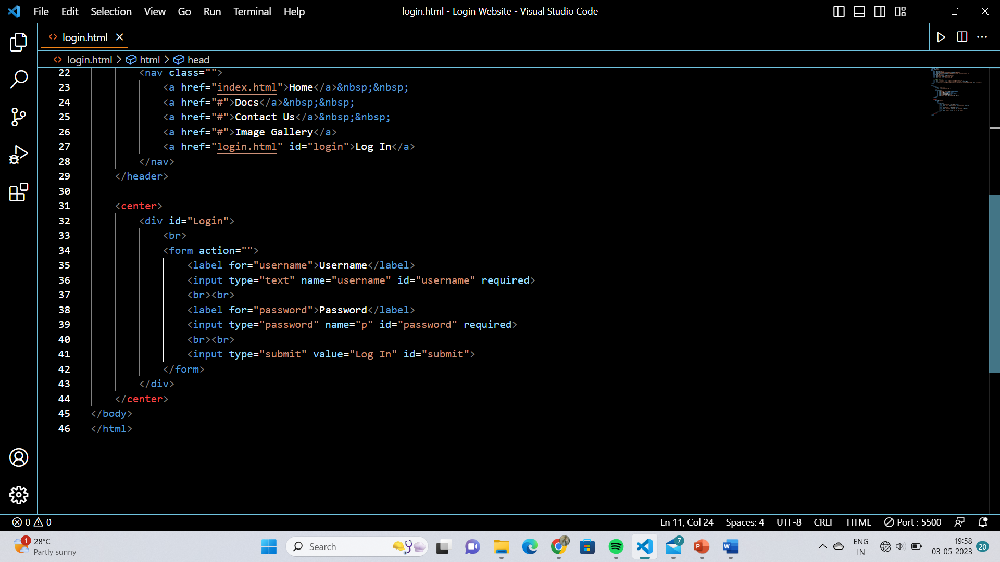 File Edit Selection View Go Run Terminal Help login.html - Login Website - Visual Studio Code
login.html
login.html > html > head
22 <nav class="">
23 <a href="index.html">Home</a>&nbsp;&nbsp;
24 <a href="#">Docs</a>&nbsp;&nbsp;
25 <a href="#">Contact Us</a>&nbsp;&nbsp;
26 <a href="#">Image Gallery</a>
27 <a href="login.html" id="login">Log In</a>
28 </nav>
29 </header>
30
31 <center>
32 <div id="Login">
33 <br>
34 <form action="">
35 <label for="username">Username</label>
36 <input type="text" name="username" id="username" required>
37 <br><br>
38 <label for="password">Password</label>
39 <input type="password" name="p" id="password" required>
40 <br><br>
41 <input type="submit" value="Log In" id="submit">
42 </form>
43 </div>
44 </center>
45 </body>
46 </html>
0 0 Ln 11, Col 24 Spaces: 4 UTF-8 CRLF HTML Port : 5500
1 28°C
Partly sunny
Search
7
ENG
IN
19:58
03-05-2023
20